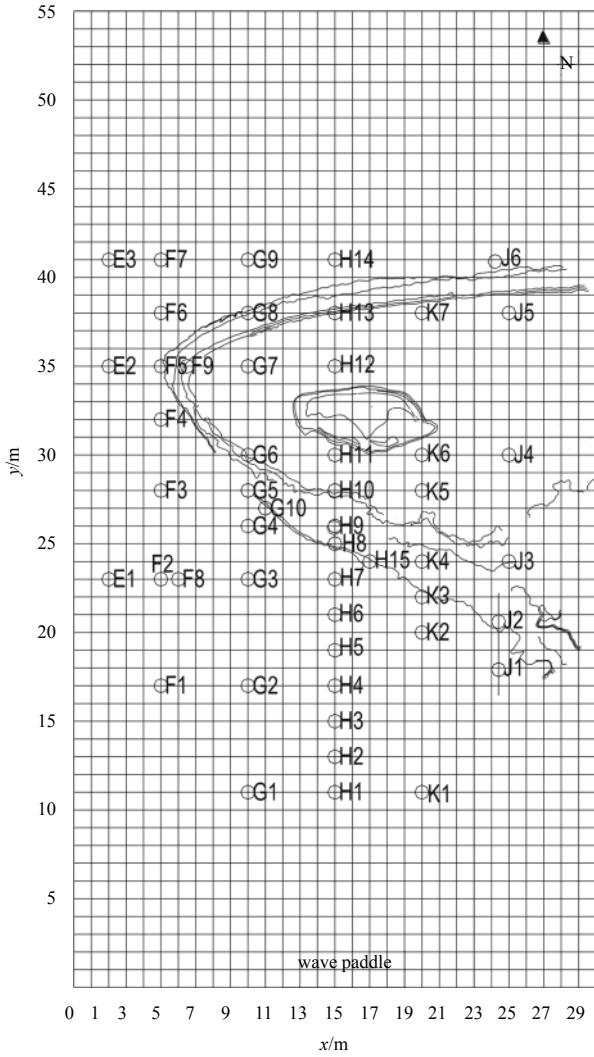 55
N
50
45
E3 F7 G9 H14 J6
40
F6 G8 H13 K7 J5
35
E2 F5 F9 G7 H12
F4
y/m
30
G6 H11 K6 J4
F3 G5 H10 K5
G10
G4 H9
25
H8
F2 H15 K4 J3
E1 F8 G3 H7
K3
H6 J2
20
K2
H5
J1
F1 G2 H4
15
H3
H2
10
G1 H1 K1
5
wave paddle
0 1 3 5 7 9 11 13 15 17 19 21 23 25 27 29
x/m